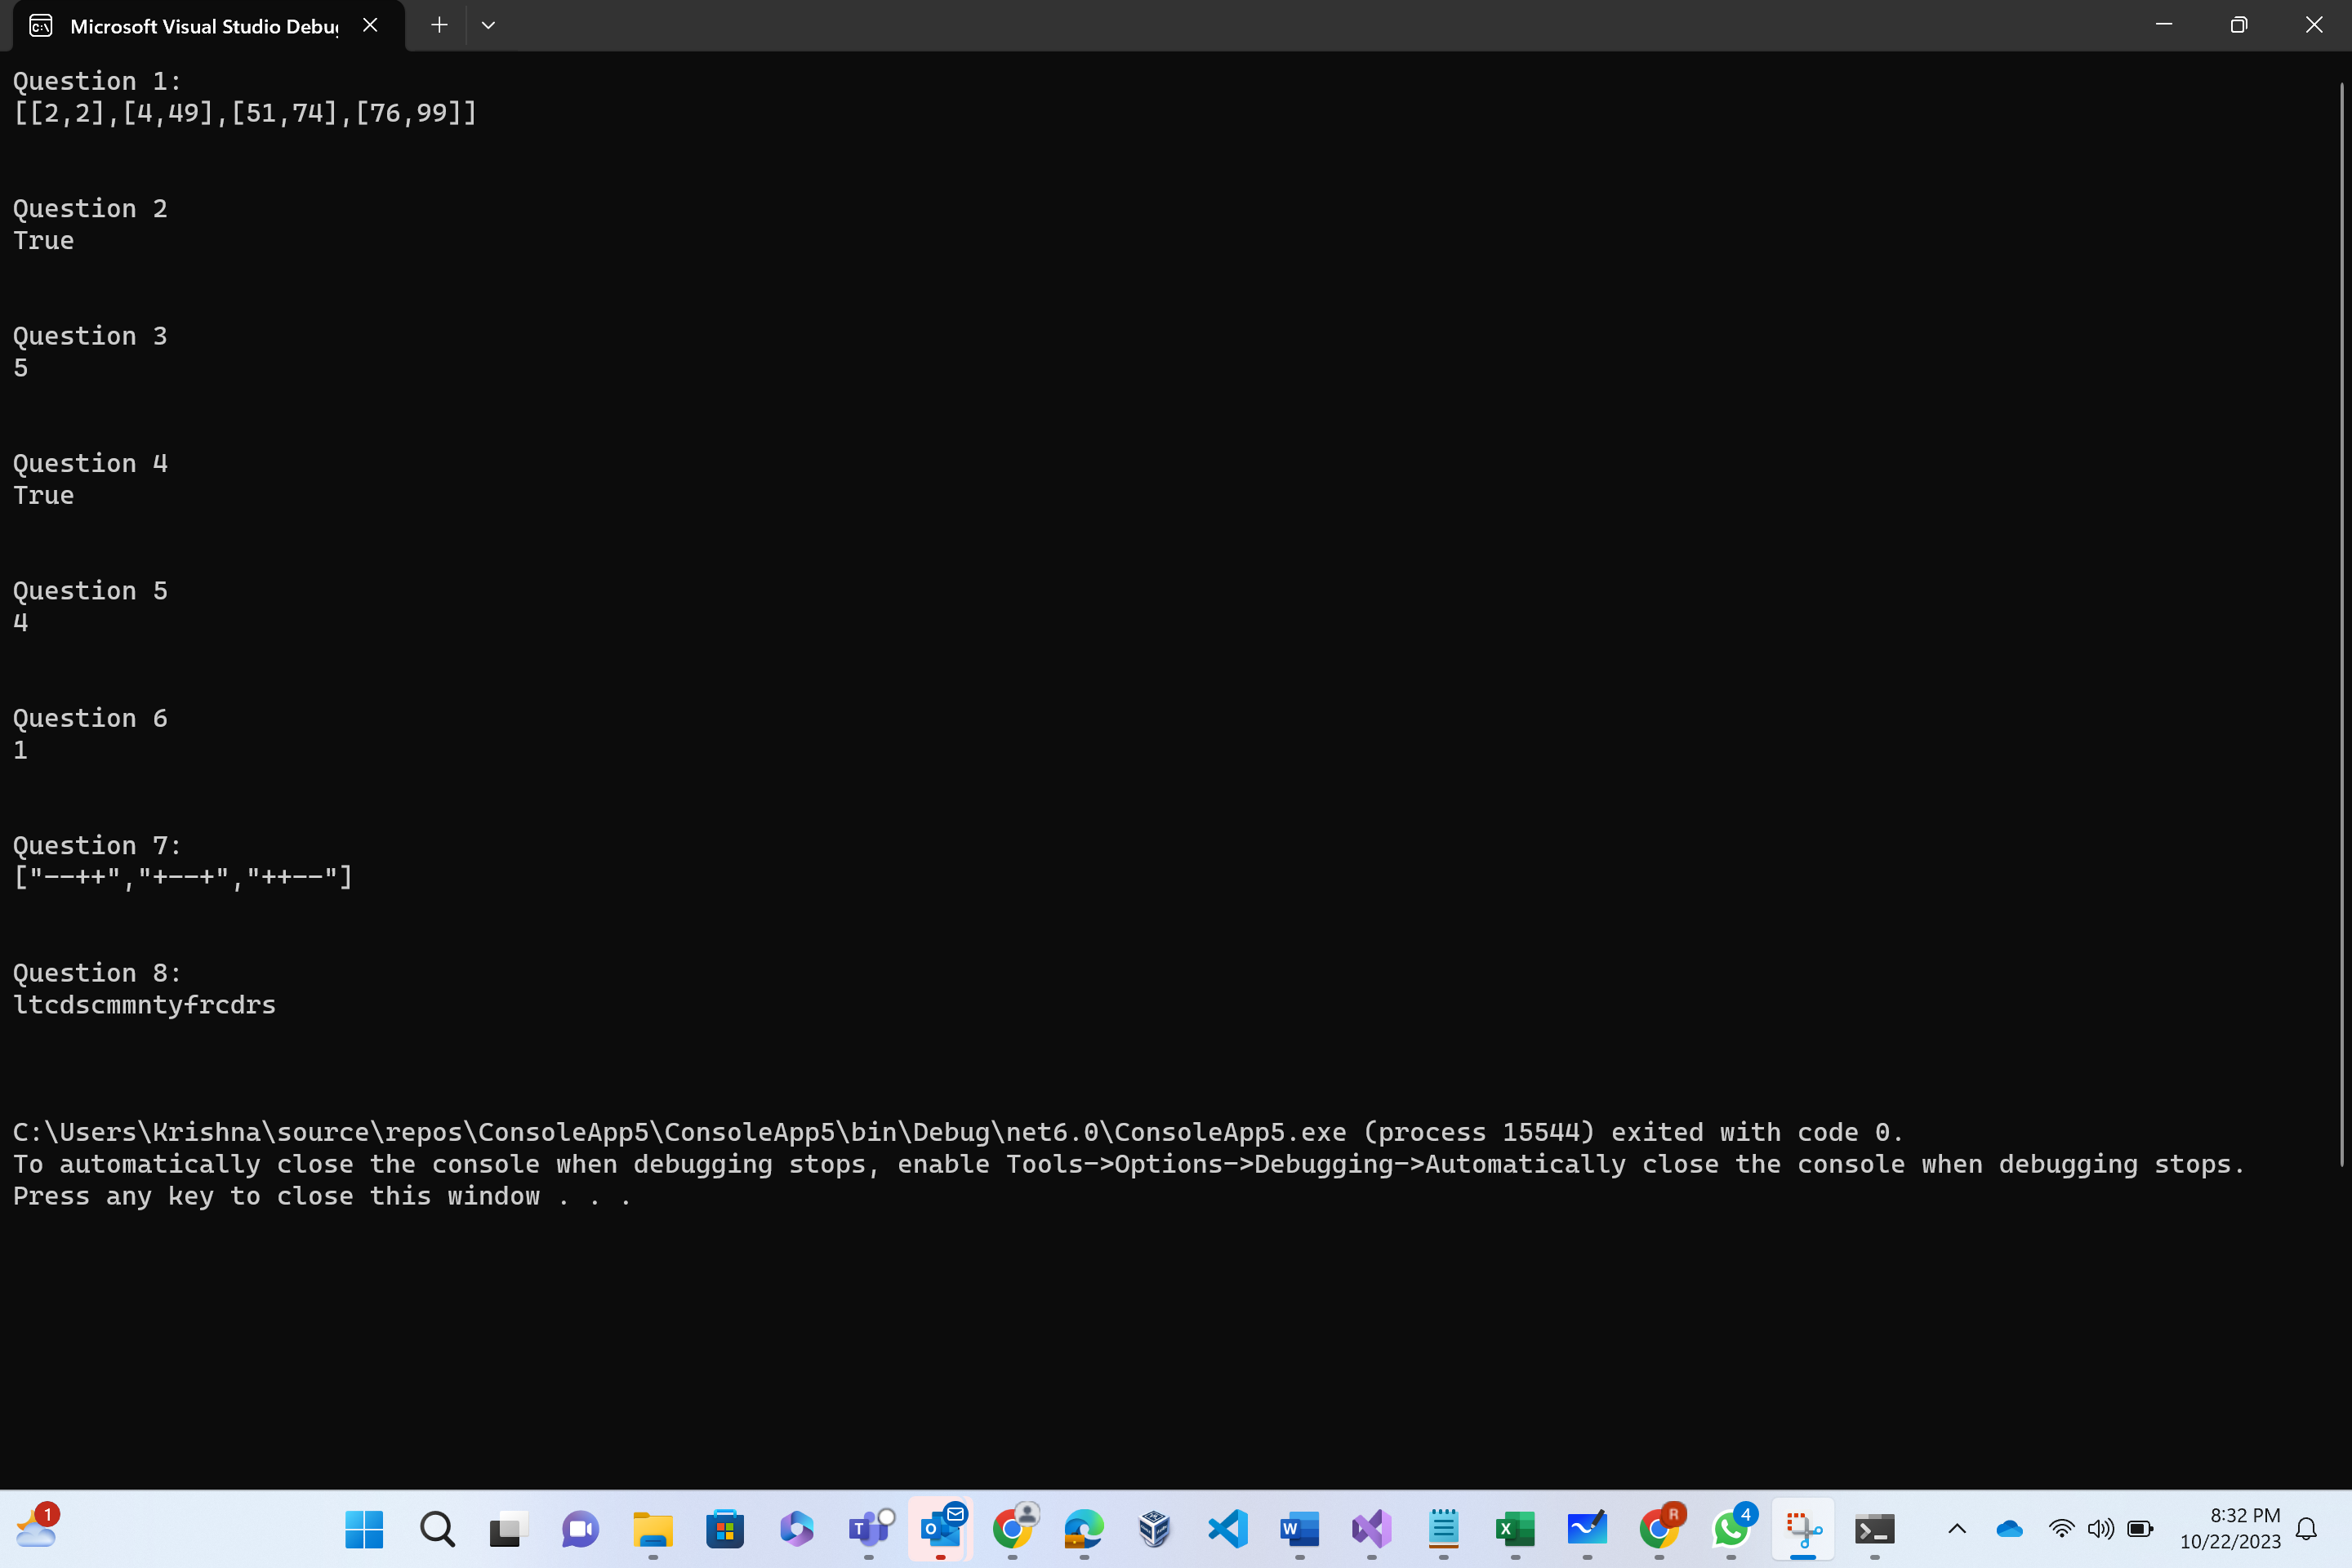 Microsoft Visual Studio Debu
Question 1:
[[2,2],[4,49],[51,74],[76,99]]
Question 2
True
Question 3
5
Question 4
True
Question 5
4
Question 6
1
Question 7:
["--++","+--+","++--"]
Question 8:
ltcdscmmntyfrcdrs
C:\Users\Krishna\source\repos\ConsoleApp5\ConsoleApp5\bin\Debug\net6.0\ConsoleApp5.exe (process 15544) exited with code 0.
To automatically close the console when debugging stops, enable Tools->Options->Debugging->Automatically close the console when debugging stops.
Press any key to close this window . . .
1
R
4
8:32 PM
10/22/2023